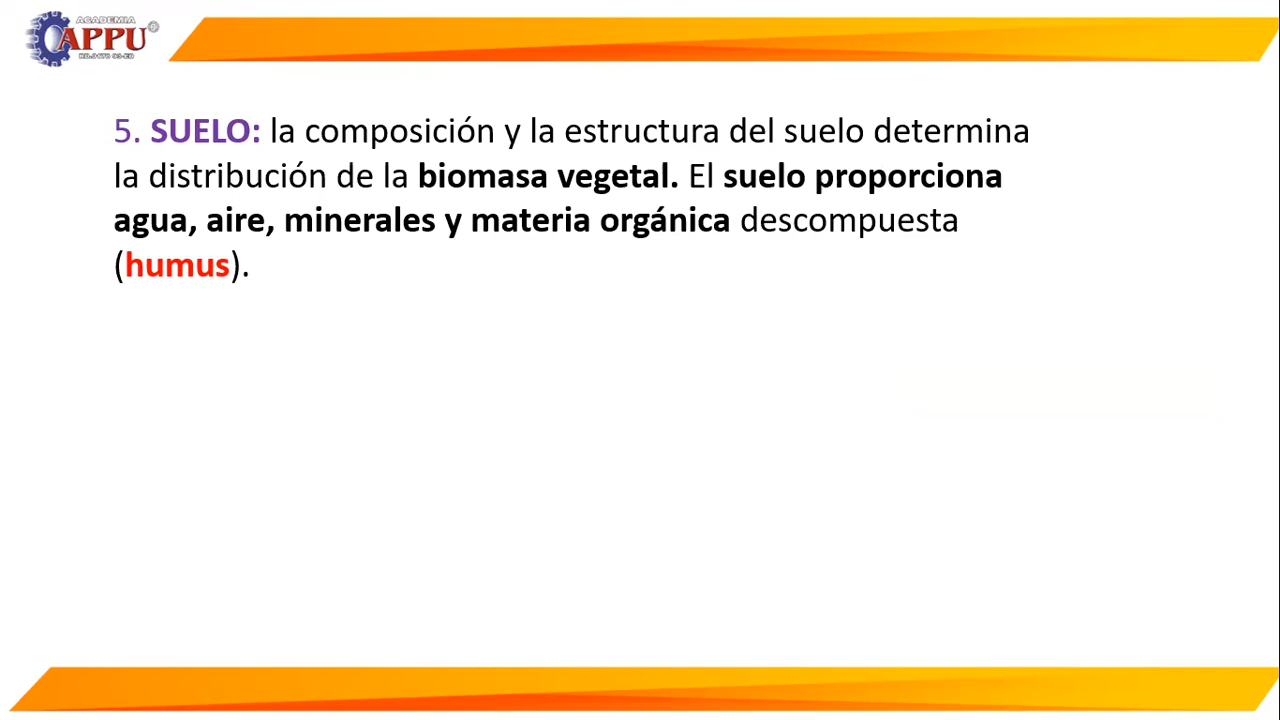 ACADEMIA
APPU
5. SUELO: la composición y la estructura del suelo determina
la distribución de la biomasa vegetal. El suelo proporciona
agua, aire, minerales y materia orgánica descompuesta
(humus).